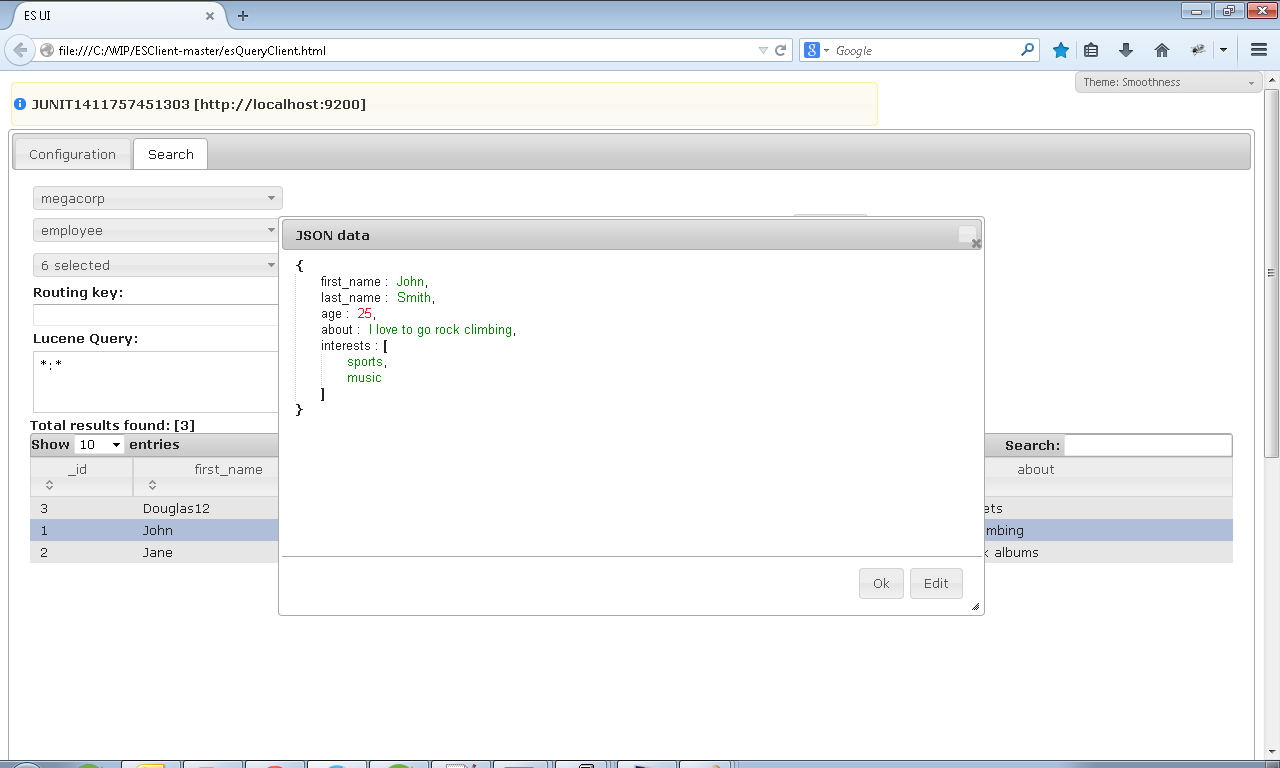 ES UI
file:///C:/WIP/ESClient-master/esQueryClient.html
Google
Theme: Smoothness
JUNIT1411757451303 [http://localhost:9200]
Configuration
Search
megacorp
employee
6 selected
Routing key:
Lucene Query:
*:*
JSON data
{
first_name : John,
last_name : Smith,
age : 25,
about : I love to go rock climbing,
interests : [
sports,
music
]
}
Ok Edit
Total results found: [3]
Show 10 entries Search:
_id first_name about
3 Douglas12 ets
1 John mbing
2 Jane albums